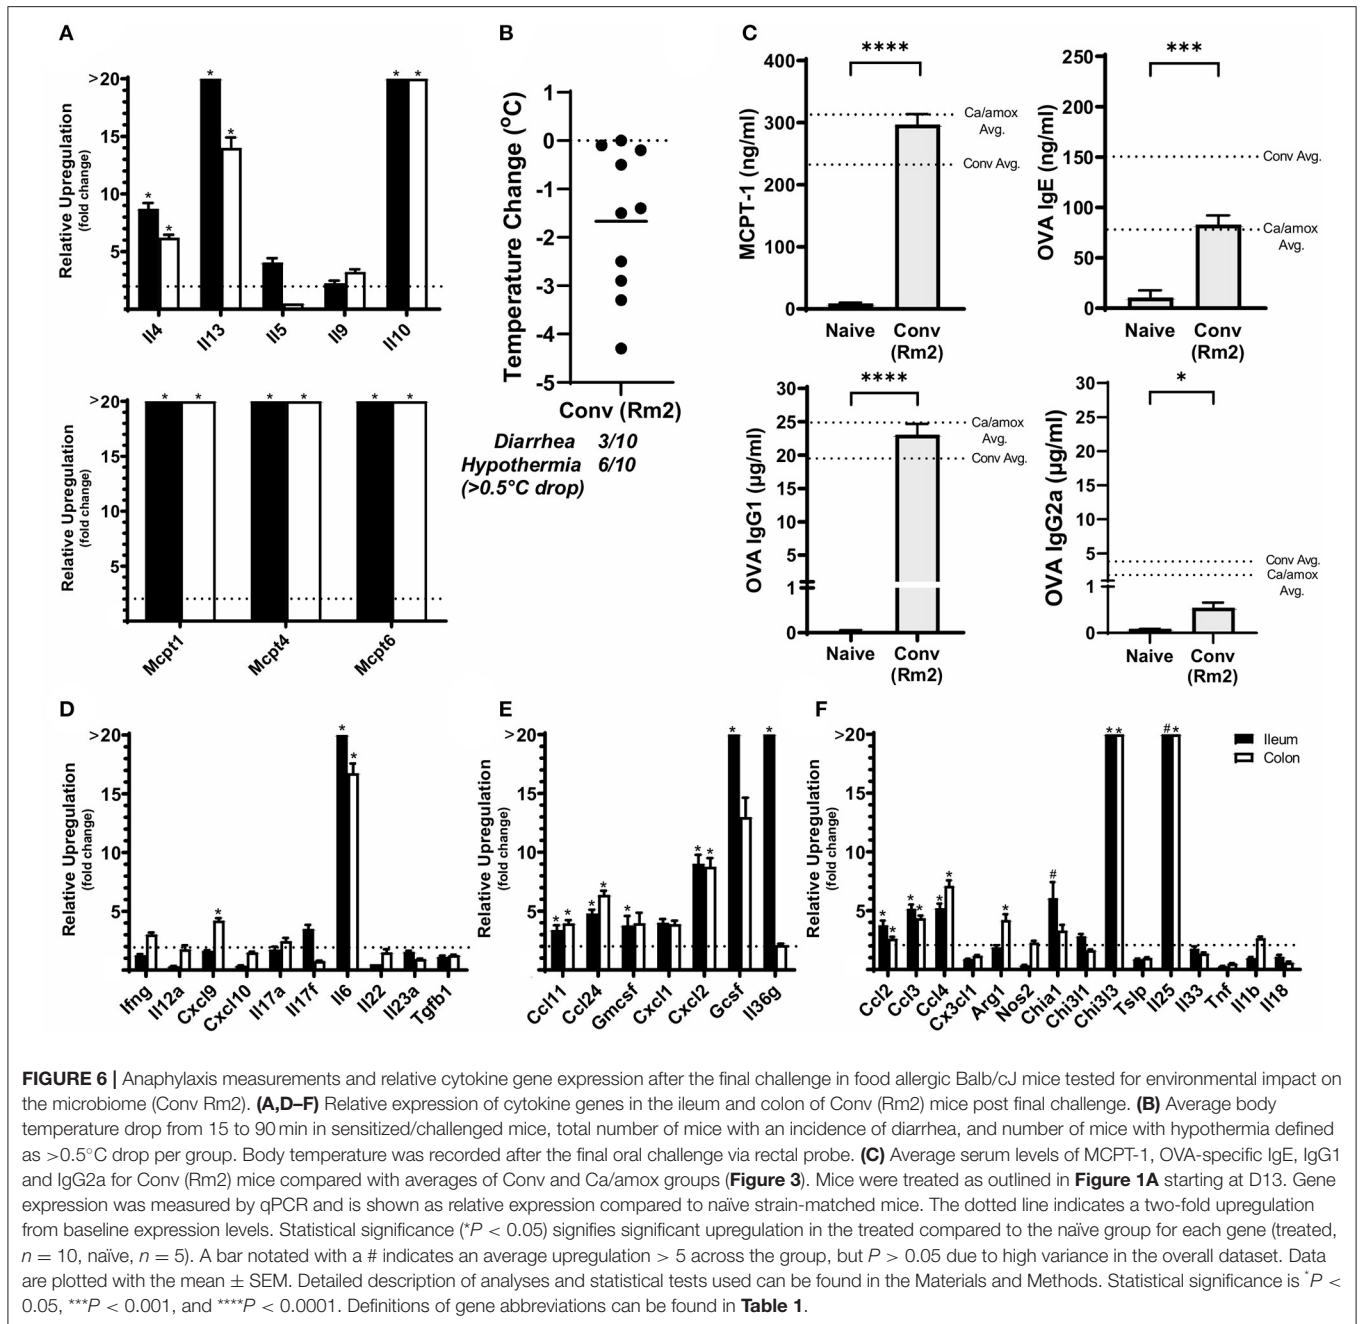 A
Relative Upregulation
(fold change)
>20
15
10
5
* * * * * *
Il4 Il13 Il5 Il9 Il10
Relative Upregulation
(fold change)
>20
15
10
5
* * * * * *
Mcpt1 Mcpt4 Mcpt6
B
Temperature Change (°C)
1
0
-1
-2
-3
-4
-5
Conv (Rm2)
Diarrhea 3/10
Hypothermia 6/10
(>0.5°C drop)
C
MCPT-1 (ng/ml)
400
300
200
100
0
****
Ca/amox
Avg.
Conv Avg.
Naive Conv
(Rm2)
OVA IgE (ng/ml)
250
200
150
100
50
0
***
Conv Avg.
Ca/amox
Avg.
Naive Conv
(Rm2)
OVA IgG1 (µg/ml)
30
25
20
15
10
5
1
0
****
Ca/amox
Avg.
Conv Avg.
Naive Conv
(Rm2)
OVA IgG2a (µg/ml)
30
25
20
15
10
5
1
0
*
Conv Avg.
Ca/amox
Avg.
Naive Conv
(Rm2)
D
Relative Upregulation
(fold change)
>20
15
10
5
* * *
Ifng Il12a Cxcl9 Cxcl10 Il17a Il17f Il6 Il22 Il23a Tgfb1
E
Relative Upregulation
(fold change)
>20
15
10
5
* * * * * * * * *
Ccl11 Ccl24 Gmcsf Cxcl1 Cxcl2 Gcsf Il36g
F
Relative Upregulation
(fold change)
>20
15
10
5
* * * * * * * # * * # *
Ileum
Colon
Ccl2 Ccl3 Ccl4 Cx3cl1 Arg1 Nos2 Chia1 Chi3l1 Chi3l3 Tslp Il25 Il33 Tnf Il1b Il18
FIGURE 6 | Anaphylaxis measurements and relative cytokine gene expression after the final challenge in food allergic Balb/cJ mice tested for environmental impact on
the microbiome (Conv Rm2). (A,D–F) Relative expression of cytokine genes in the ileum and colon of Conv (Rm2) mice post final challenge. (B) Average body
temperature drop from 15 to 90 min in sensitized/challenged mice, total number of mice with an incidence of diarrhea, and number of mice with hypothermia defined
as >0.5°C drop per group. Body temperature was recorded after the final oral challenge via rectal probe. (C) Average serum levels of MCPT-1, OVA-specific IgE, IgG1
and IgG2a for Conv (Rm2) mice compared with averages of Conv and Ca/amox groups (Figure 3). Mice were treated as outlined in Figure 1A starting at D13. Gene
expression was measured by qPCR and is shown as relative expression compared to naïve strain-matched mice. The dotted line indicates a two-fold upregulation
from baseline expression levels. Statistical significance (*P < 0.05) signifies significant upregulation in the treated compared to the naïve group for each gene (treated,
n = 10, naïve, n = 5). A bar notated with a # indicates an average upregulation > 5 across the group, but P > 0.05 due to high variance in the overall dataset. Data
are plotted with the mean ± SEM. Detailed description of analyses and statistical tests used can be found in the Materials and Methods. Statistical significance is *P <
0.05, ***P < 0.001, and ****P < 0.0001. Definitions of gene abbreviations can be found in Table 1.